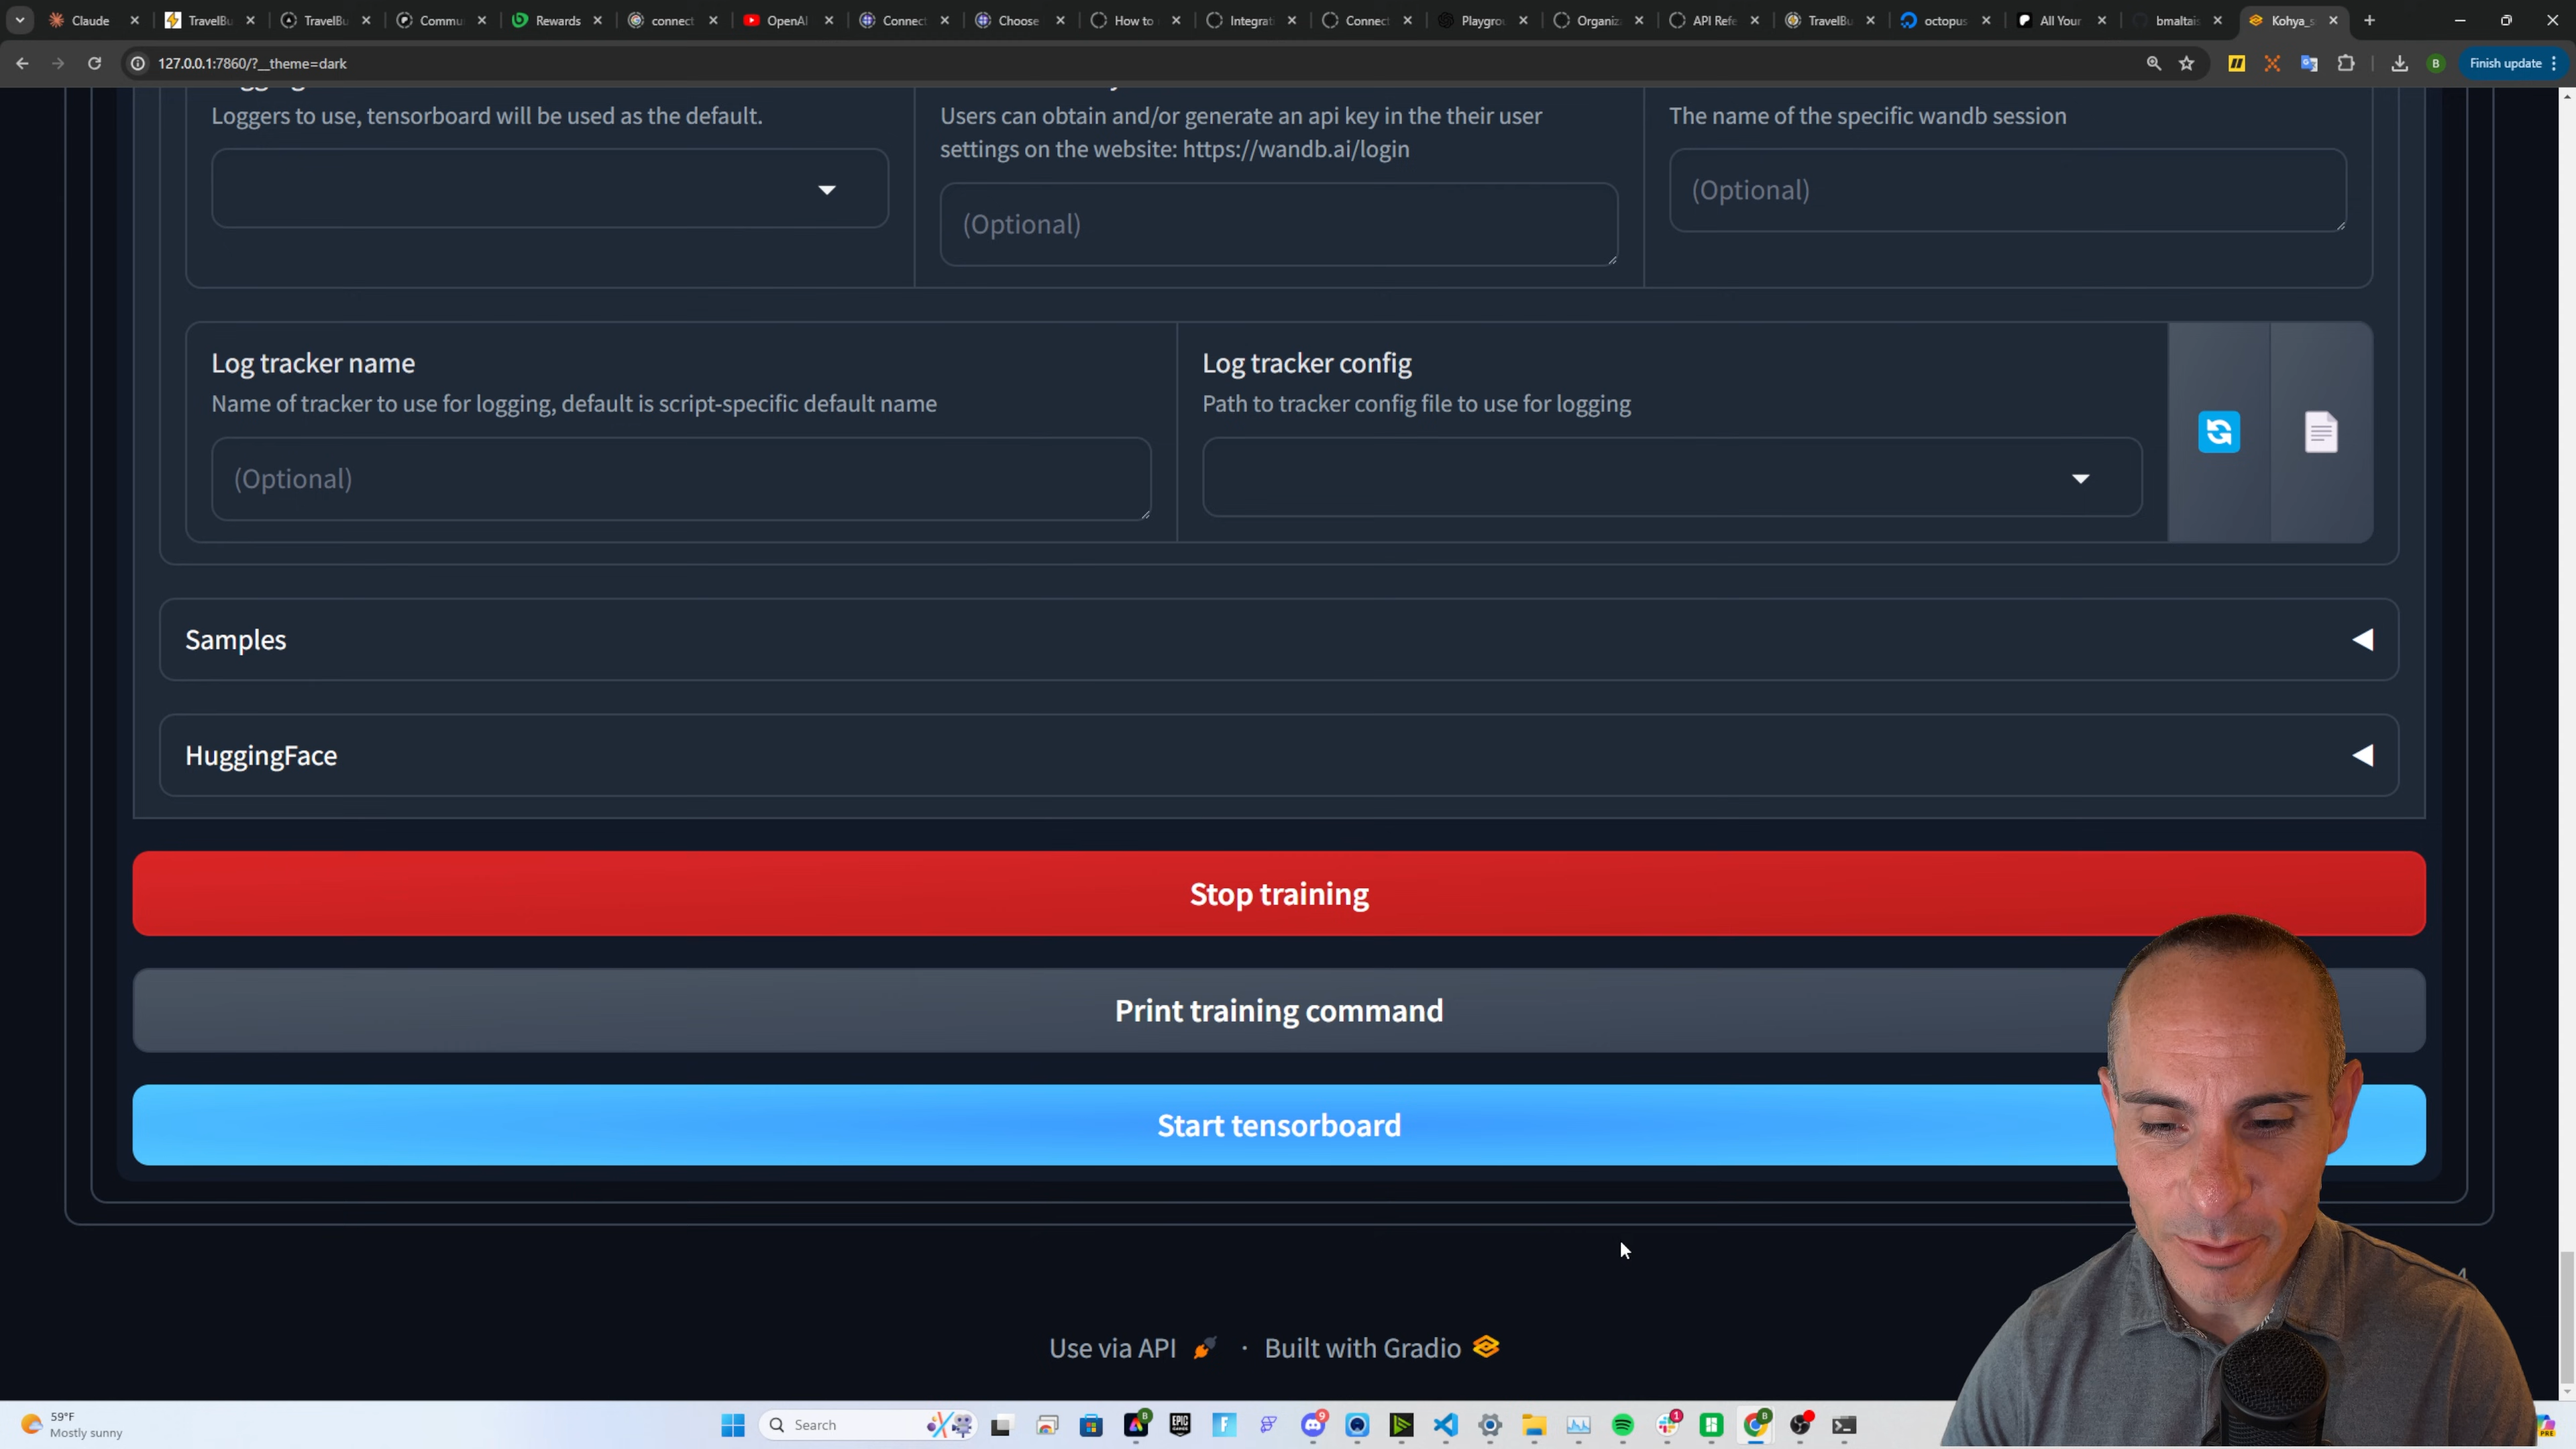 Claude
TravelBu
TravelBu
Commu
Rewards
connect
OpenAI
Connect
Choose
How to
Integrat
Connect
Playgrou
Organiz
API Refe
TravelBu
octopus
All Your
bmaltais
Kohya_s
127.0.0.1:7860/?__theme=dark
Finish update
Loggers to use, tensorboard will be used as the default.
Users can obtain and/or generate an api key in the their user
settings on the website: https://wandb.ai/login
(Optional)
The name of the specific wandb session
(Optional)
Log tracker name
Name of tracker to use for logging, default is script-specific default name
(Optional)
Log tracker config
Path to tracker config file to use for logging
Samples
HuggingFace
Stop training
Print training command
Start tensorboard
Use via API · Built with Gradio
59°F
Mostly sunny
Search